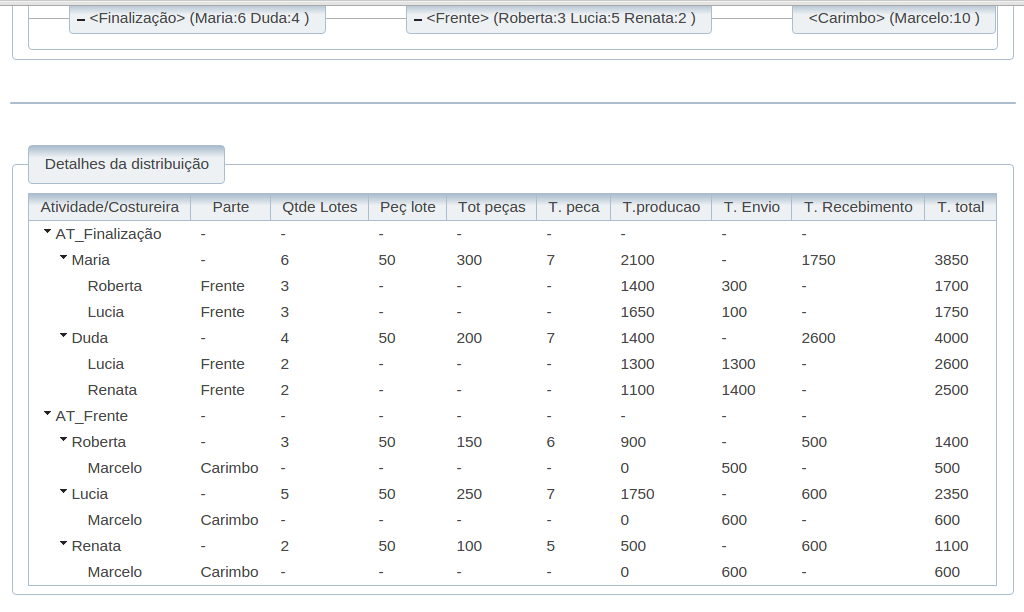 <Finalização> (Maria:6 Duda:4 ) <Frente> (Roberta:3 Lucia:5 Renata:2 ) <Carimbo> (Marcelo:10 )
Detalhes da distribuição
Atividade/Costureira Parte Qtde Lotes Peç lote Tot peças T. peca T.producao T. Envio T. Recebimento T. total
AT_Finalização - - - - - - - -
Maria - 6 50 300 7 2100 - 1750 3850
Roberta Frente 3 - - - 1400 300 - 1700
Lucia Frente 3 - - - 1650 100 - 1750
Duda - 4 50 200 7 1400 - 2600 4000
Lucia Frente 2 - - - 1300 1300 - 2600
Renata Frente 2 - - - 1100 1400 - 2500
AT_Frente - - - - - - - -
Roberta - 3 50 150 6 900 - 500 1400
Marcelo Carimbo - - - - 0 500 - 500
Lucia - 5 50 250 7 1750 - 600 2350
Marcelo Carimbo - - - - 0 600 - 600
Renata - 2 50 100 5 500 - 600 1100
Marcelo Carimbo - - - - 0 600 - 600